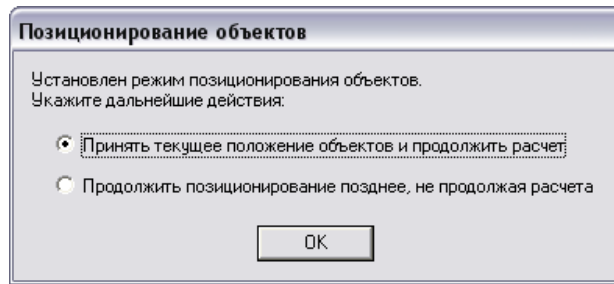 Позиционирование объектов
Установлен режим позиционирования объектов.
Укажите дальнейшие действия:
Принять текущее положение объектов и продолжить расчет
Продолжить позиционирование позднее, не продолжая расчета
OK